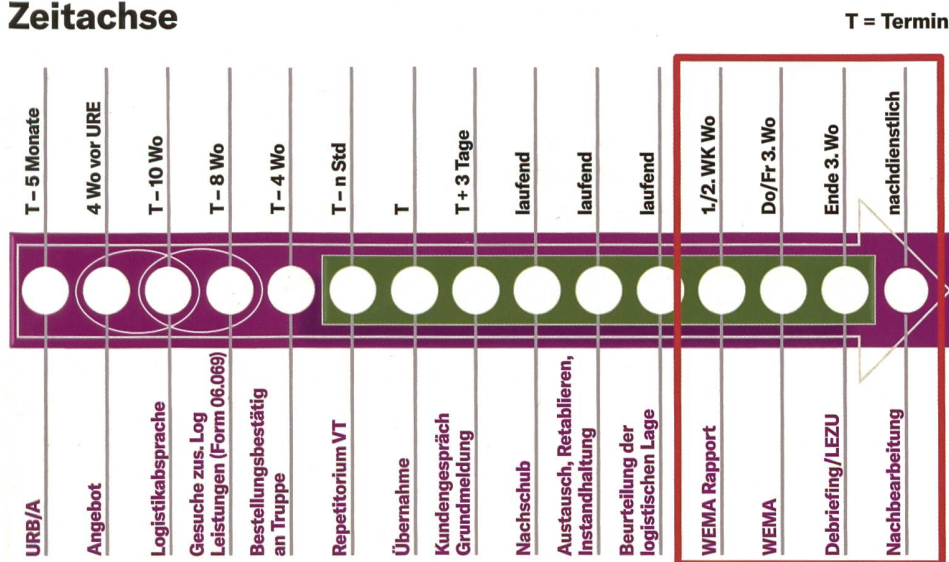 Zeitachse
T = Termin
T – 5 Monate
4 Wo vor URE
T – 10 Wo
T – 8 Wo
T – 4 Wo
T – n Std
T
T + 3 Tage
laufend
laufend
laufend
1./2. WK Wo
Do/Fr 3. Wo
Ende 3. Wo
nachdienstlich
URB/A
Angebot
Logistikabsprache
Gesuche zus. Log
Leistungen (Form 06.069)
Bestellungsbestätig
an Truppe
Repetitorium VT
Übernahme
Kundengespräch
Grundmeldung
Nachschub
Austausch, Retablieren,
Instandhaltung
Beurteilung der
logistischen Lage
WEMA Rapport
WEMA
Debriefing/LEZU
Nachbearbeitung